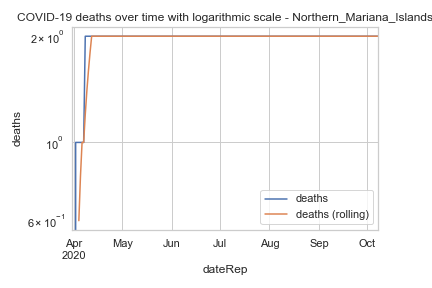 COVID-19 deaths over time with logarithmic scale - Northern_Mariana_Islands
2 × 10⁰
10⁰
6 × 10⁻¹
deaths
deaths
deaths (rolling)
Apr May Jun Jul Aug Sep Oct
2020
dateRep